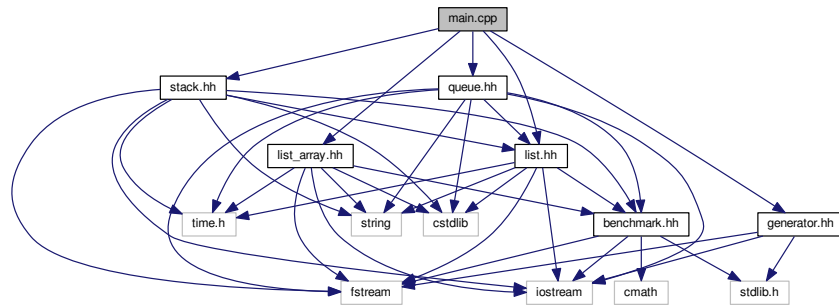 main.cpp
stack.hh
queue.hh
list_array.hh
list.hh
time.h
string
cstdlib
benchmark.hh
generator.hh
fstream
iostream
cmath
stdlib.h